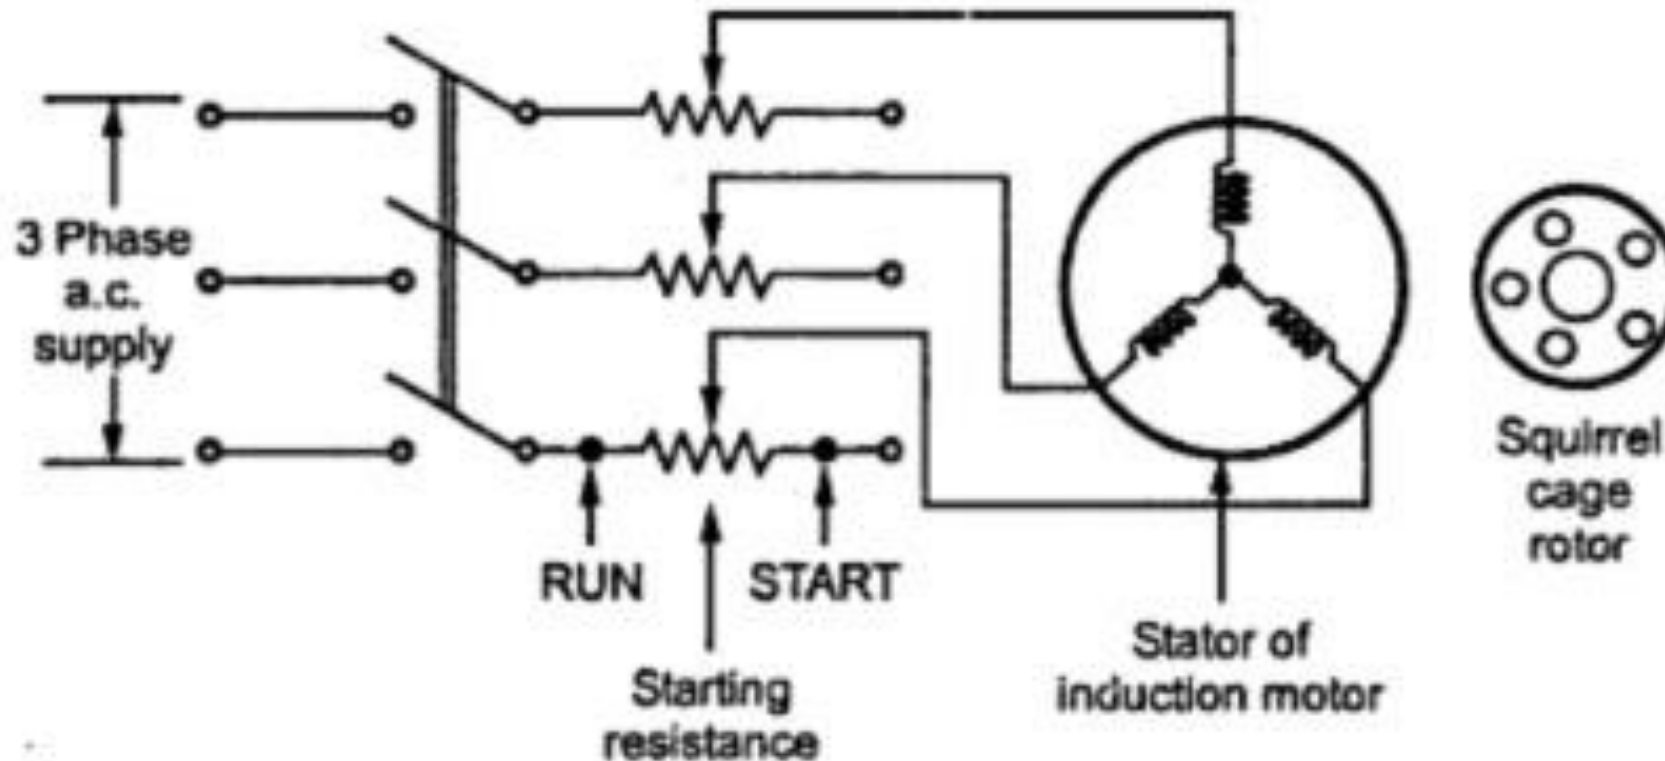 3 Phase
a.c.
supply
RUN
START
Starting
resistance
Stator of
induction motor
Squirrel
cage
rotor